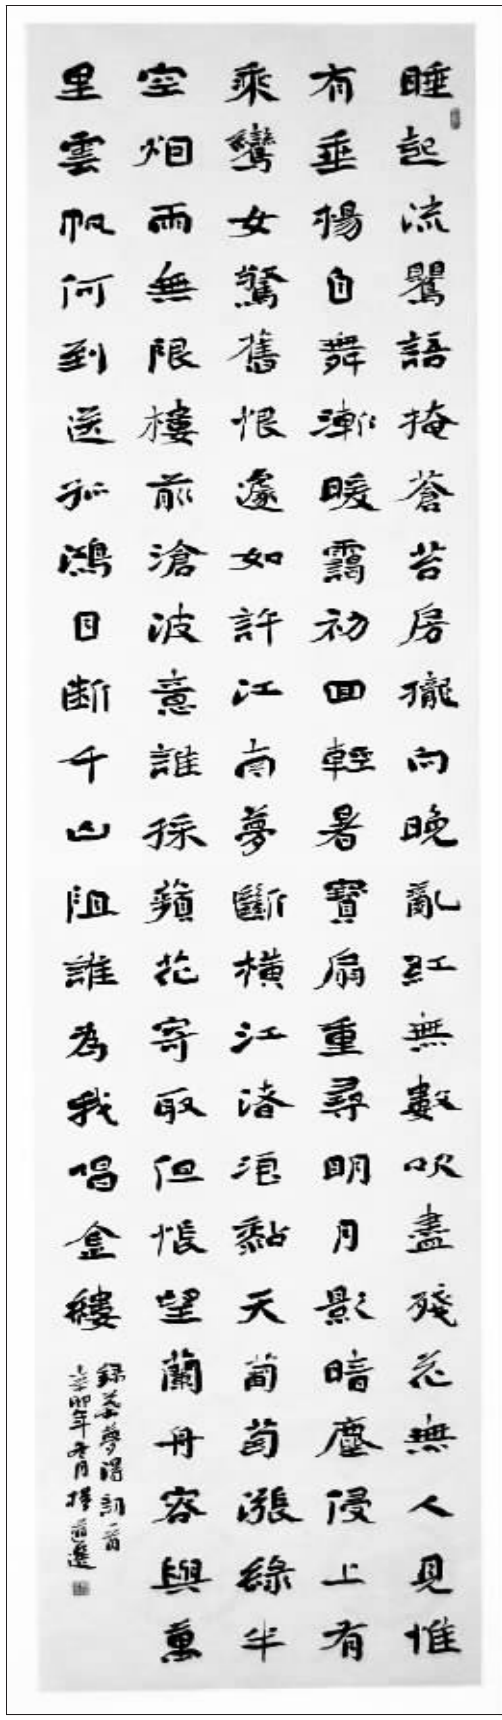 睡起流鸎語掩蒼苔房櫳向晚亂紅無數吹盡殘花無人見惟
有垂楊自舞漸暖靄初回輕暑寶扇重尋明月影暗塵侵上有
乘鸞女驚舊恨遽如許江南夢斷橫江渚浪黏天葡萄漲綠半
空烟雨無限樓前滄波意誰採蘋花寄取但悵望蘭舟容與萬
里雲帆何到送孤鴻目断千山阻誰為我唱金縷
錄葉夢得詞一首
辛卯年冬月